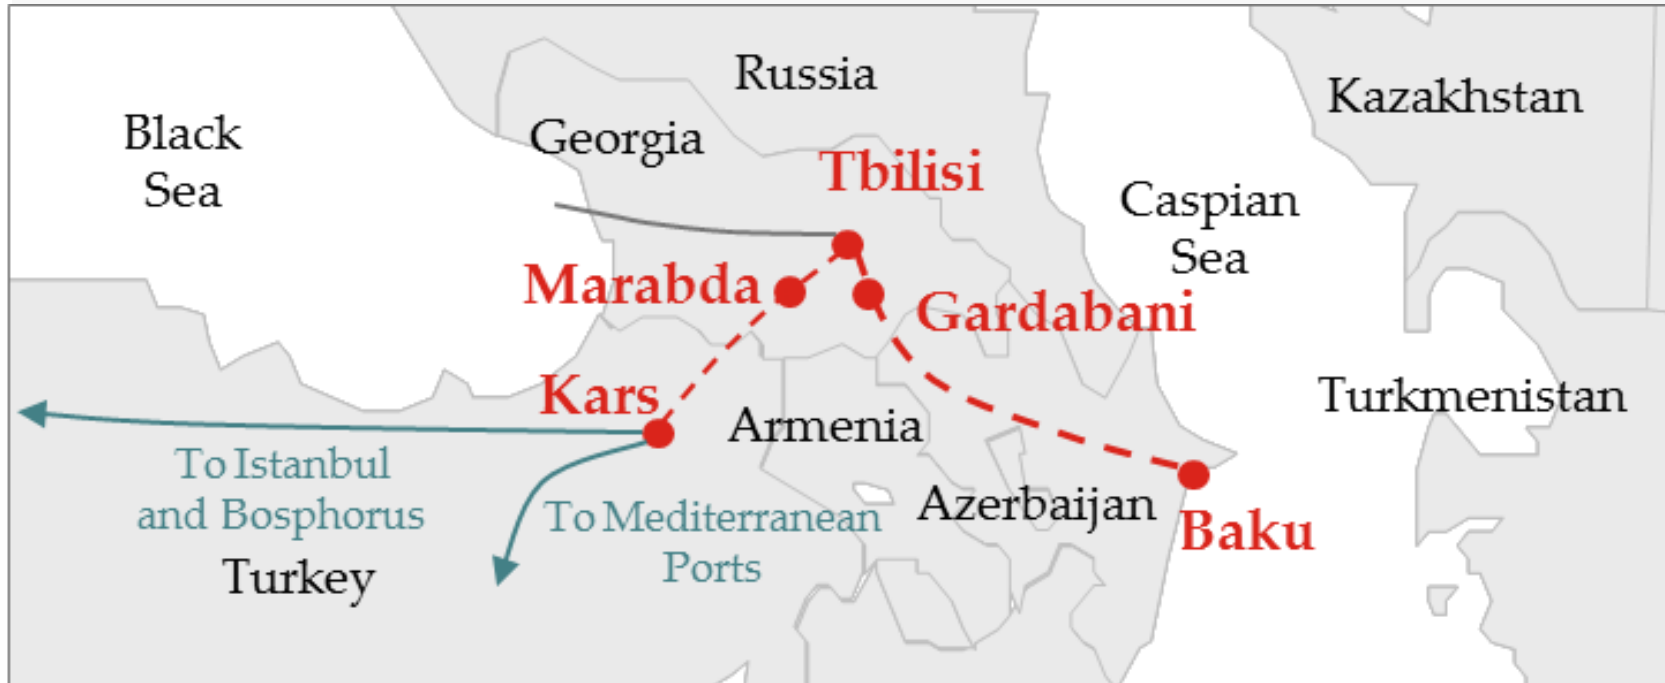 Russia
Kazakhstan
Black
Sea
Georgia
Tbilisi
Caspian
Sea
Marabda
Gardabani
Kars
Armenia
Turkmenistan
To Istanbul
and Bosphorus
Turkey
To Mediterranean
Ports
Azerbaijan
Baku